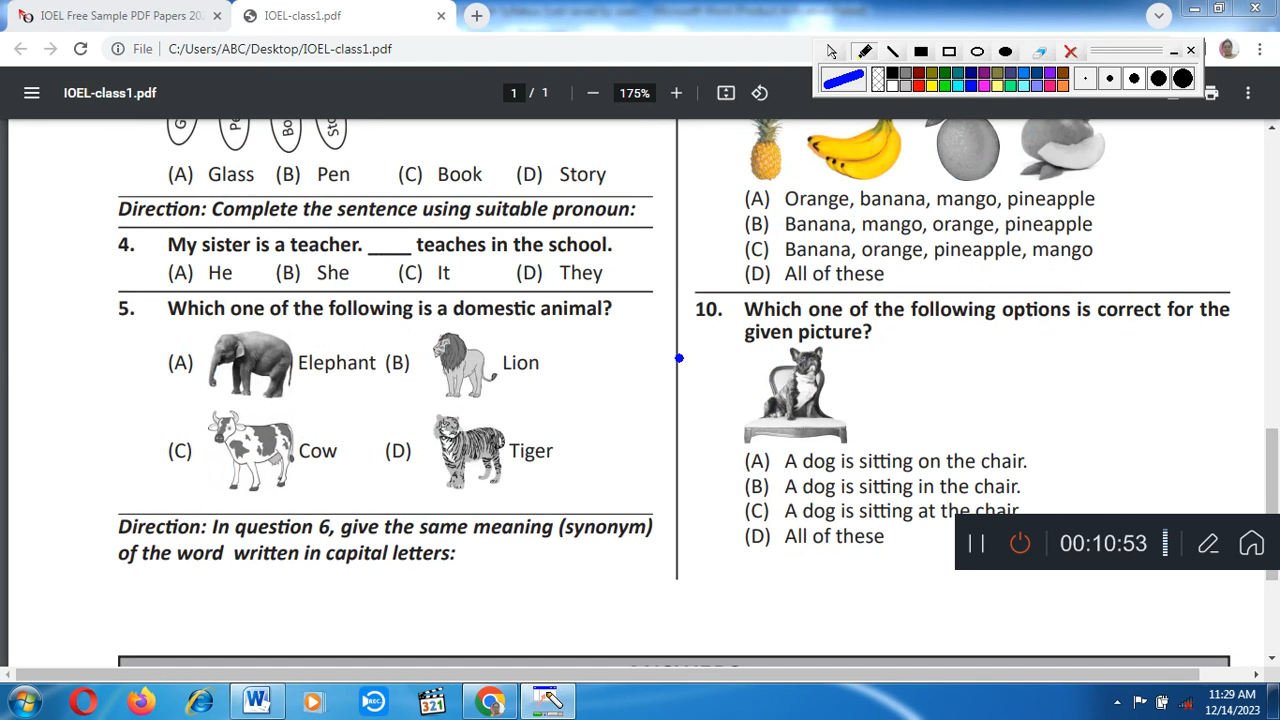 IOEL Free Sample PDF Papers 202
IOEL-class1.pdf
File
C:/Users/ABC/Desktop/IOEL-class1.pdf
IOEL-class1.pdf
1 / 1
175%
(A) Glass (B) Pen (C) Book (D) Story
Direction: Complete the sentence using suitable pronoun:
4. My sister is a teacher. ____ teaches in the school.
(A) He (B) She (C) It (D) They
5. Which one of the following is a domestic animal?
(A) Elephant (B) Lion
(C) Cow (D) Tiger
Direction: In question 6, give the same meaning (synonym)
of the word written in capital letters:
(A) Orange, banana, mango, pineapple
(B) Banana, mango, orange, pineapple
(C) Banana, orange, pineapple, mango
(D) All of these
10. Which one of the following options is correct for the
given picture?
(A) A dog is sitting on the chair.
(B) A dog is sitting in the chair.
(C) A dog is sitting at the chair.
(D) All of these
00:10:53
REC
321
11:29 AM
12/14/2023